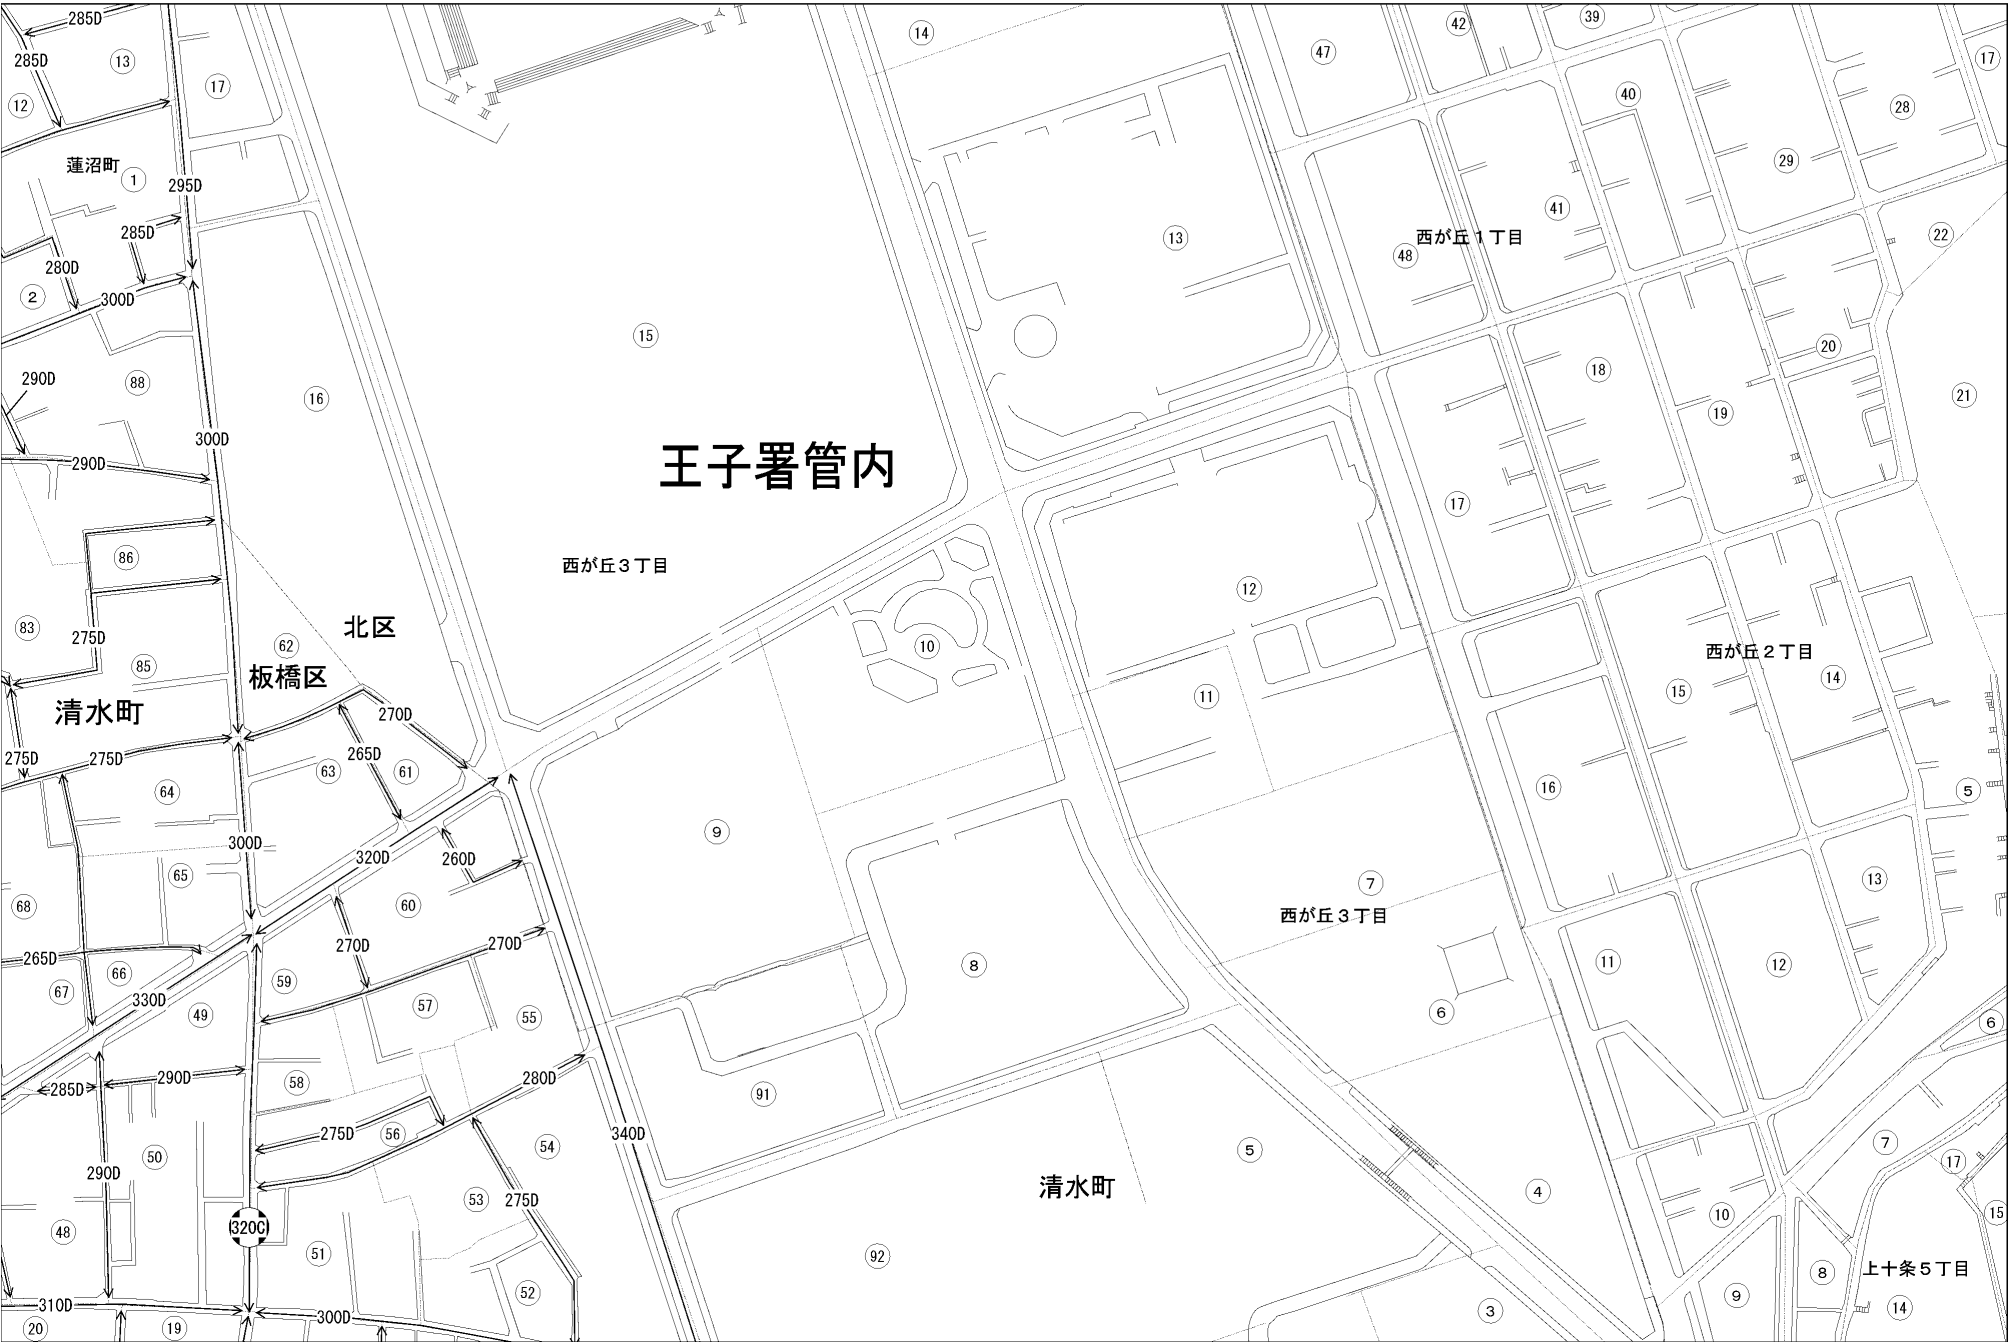 285D
14
39
42
47
13
285D
17
17
40
12
28
蓮沼町
1
29
295D
41
22
285D
13
西が丘1丁目
48
280D
2
300D
15
20
18
290D
88
16
21
19
300D
290D
王子署管内
17
86
西が丘3丁目
12
83
北区
275D
62
10
西が丘2丁目
85
板橋区
14
15
11
清水町
270D
265D
275D
275D
63
61
16
5
64
9
300D
320D
260D
65
7
13
68
60
西が丘3丁目
270D
270D
265D
8
11
12
66
59
67
330D
57
49
55
6
6
290D
280D
58
285D
91
275D
56
340D
7
54
5
50
17
290D
清水町
4
53
275D
15
10
320C
48
51
92
上十条5丁目
8
52
9
310D
3
14
300D
20
19